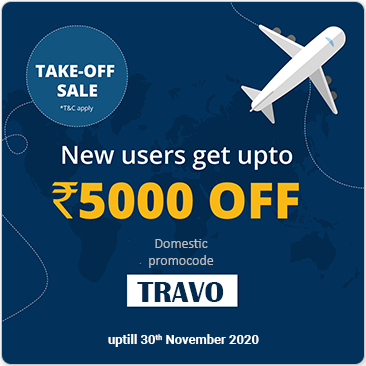 TAKE-OFF
SALE
*T&C apply
New users get upto
₹5000 OFF
Domestic
promocode
TRAVO
uptill 30th November 2020